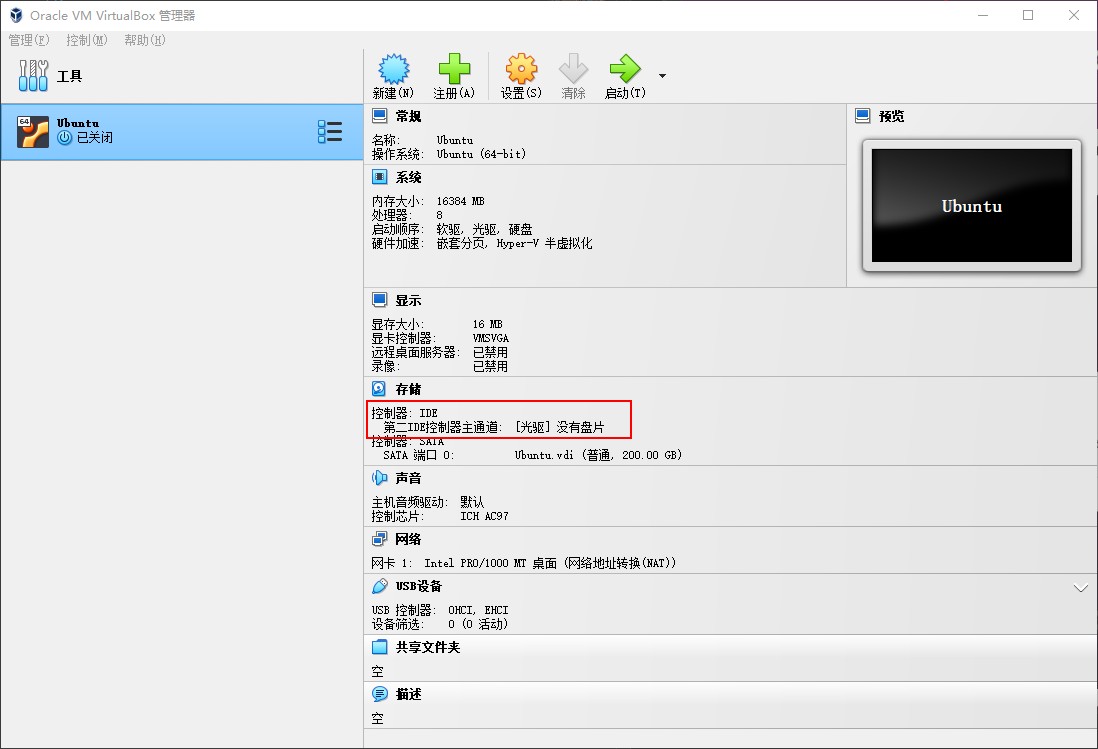 Oracle VM VirtualBox 管理器
管理(F) 控制(M) 帮助(H)
工具
新建(N) 注册(A) 设置(S) 清除 启动(T)
64
Ubuntu
已关闭
常规
名称: Ubuntu
操作系统: Ubuntu (64-bit)
系统
内存大小: 16384 MB
处理器: 8
启动顺序: 软驱, 光驱, 硬盘
硬件加速: 嵌套分页, Hyper-V 半虚拟化
预览
Ubuntu
显示
显存大小: 16 MB
显卡控制器: VMSVGA
远程桌面服务器: 已禁用
录像: 已禁用
存储
控制器: IDE
第二IDE控制器主通道: [光驱] 没有盘片
控制器: SATA
SATA 端口 0: Ubuntu.vdi (普通, 200.00 GB)
声音
主机音频驱动: 默认
控制芯片: ICH AC97
网络
网卡 1: Intel PRO/1000 MT 桌面 (网络地址转换(NAT))
USB设备
USB 控制器: OHCI, EHCI
设备筛选: 0 (0 活动)
共享文件夹
空
描述
空